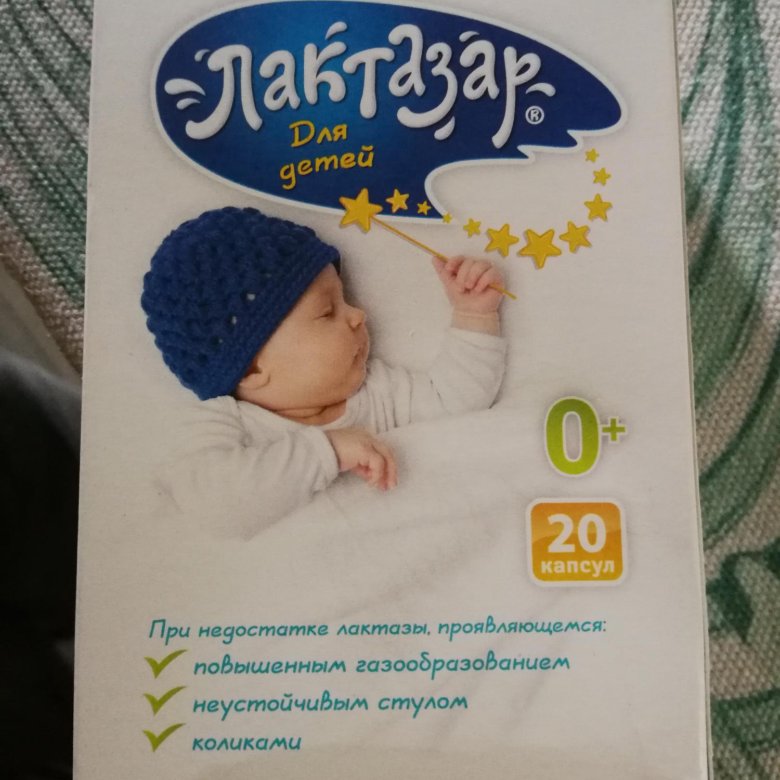 Лактазар®
Для
детей
0+
20
капсул
При недостатке лактазы, проявляющемся:
повышенным газообразованием
неустойчивым стулом
коликами